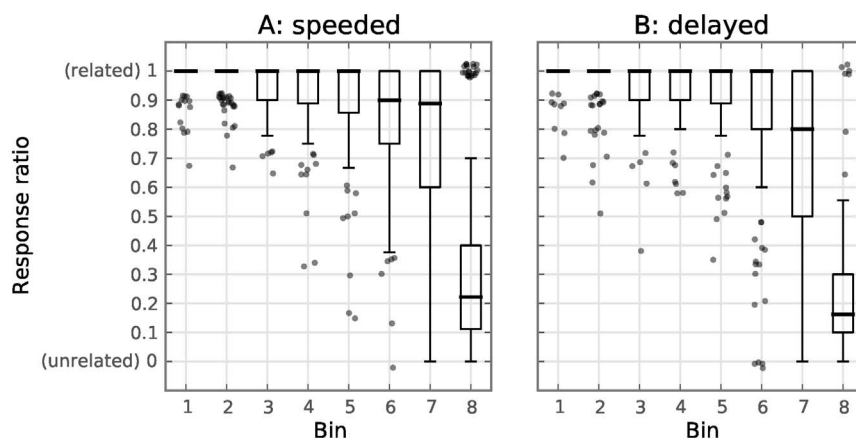 A: speeded
B: delayed
Response ratio
(related) 1
0.9
0.8
0.7
0.6
0.5
0.4
0.3
0.2
0.1
(unrelated) 0
1 2 3 4 5 6 7 8
1 2 3 4 5 6 7 8
Bin
Bin